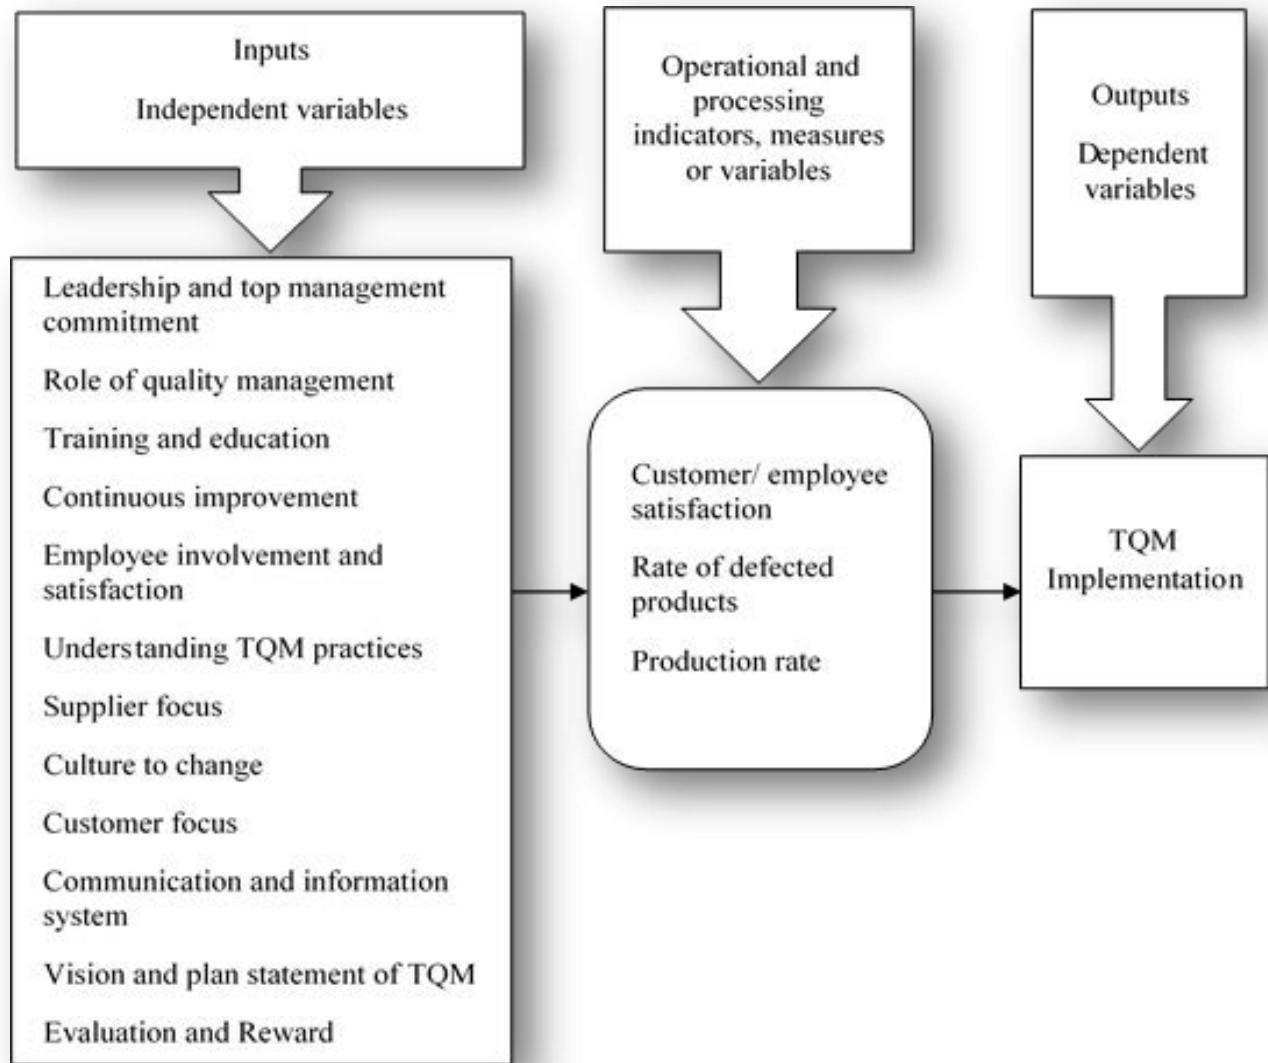 Inputs
Independent variables
Operational and
processing
indicators, measures
or variables
Outputs
Dependent
variables
Leadership and top management
commitment
Role of quality management
Training and education
Continuous improvement
Employee involvement and
satisfaction
Understanding TQM practices
Supplier focus
Culture to change
Customer focus
Communication and information
system
Vision and plan statement of TQM
Evaluation and Reward
Customer/ employee
satisfaction
Rate of defected
products
Production rate
TQM
Implementation